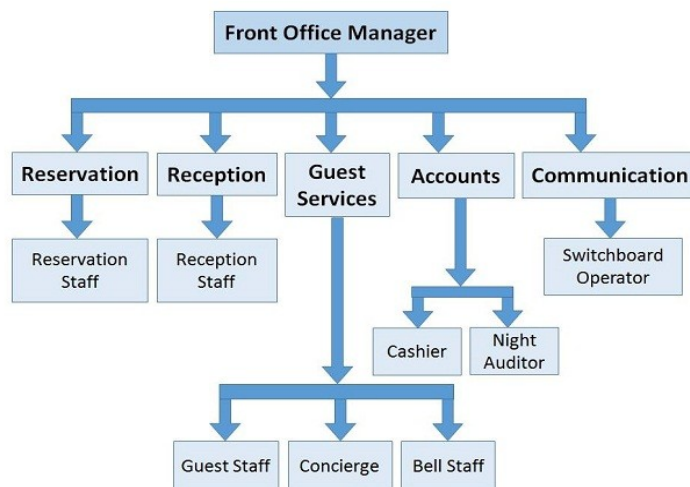 Front Office Manager
Reservation
Reception
Guest
Services
Accounts
Communication
Reservation
Staff
Reception
Staff
Switchboard
Operator
Cashier
Night
Auditor
Guest Staff
Concierge
Bell Staff